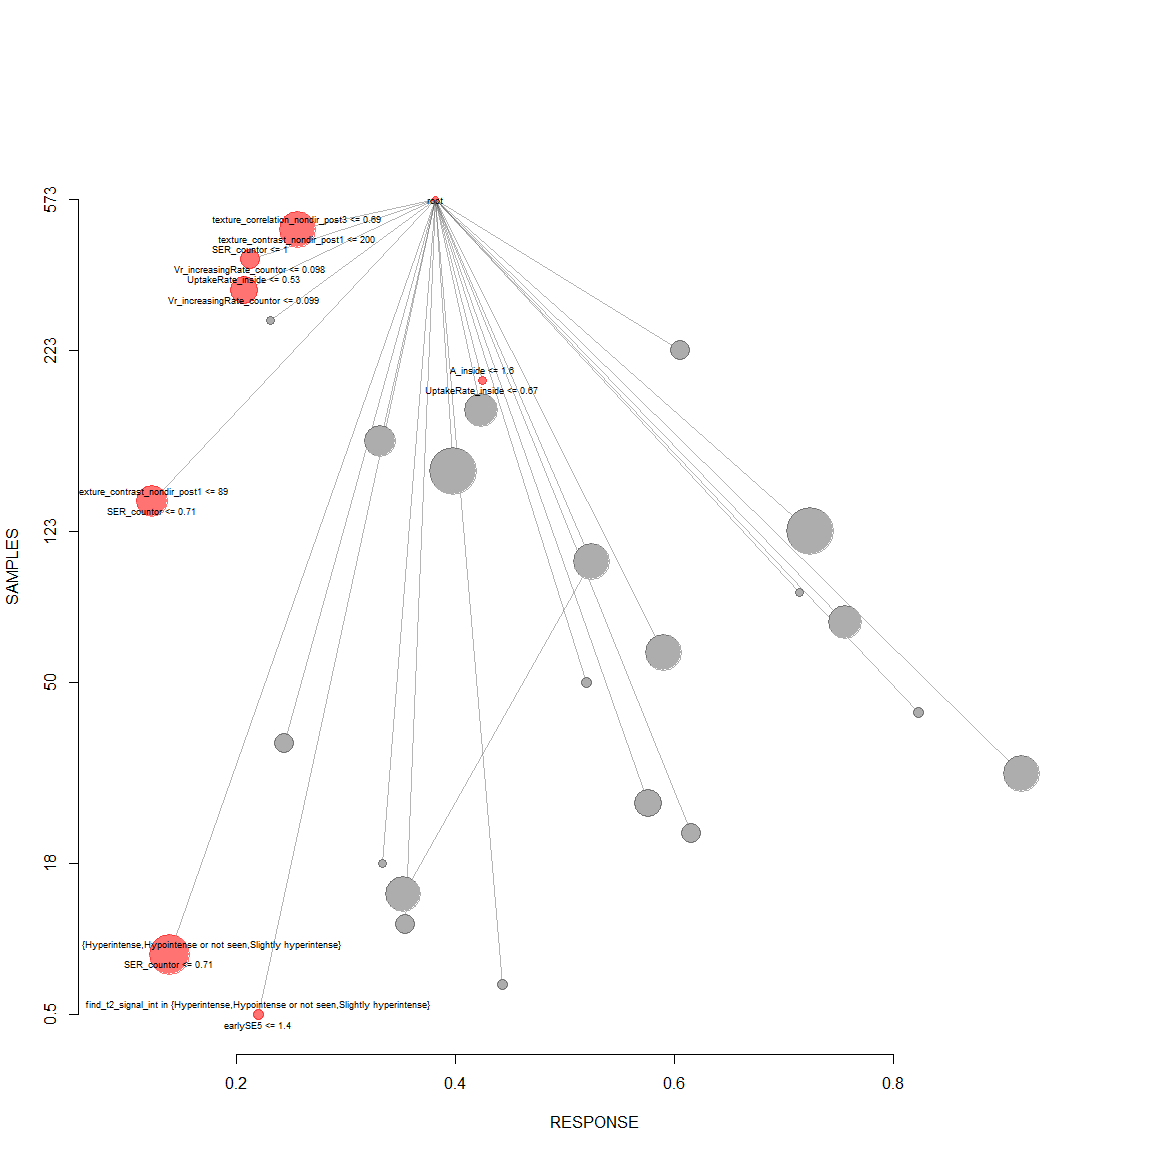 573
root
texture_correlation_nondir_post3 <= 0.69
texture_contrast_nondir_post1 <= 200
SER_countor <= 1
Vr_increasingRate_countor <= 0.098
UptakeRate_inside <= 0.53
Vr_increasingRate_countor <= 0.099
223
A_inside <= 1.6
UptakeRate_inside <= 0.67
exture_contrast_nondir_post1 <= 89
SER_countor <= 0.71
123
SAMPLES
50
18
{Hyperintense,Hypointense or not seen,Slightly hyperintense}
SER_countor <= 0.71
find_t2_signal_int in {Hyperintense,Hypointense or not seen,Slightly hyperintense}
0.5
earlySE5 <= 1.4
0.2 0.4 0.6 0.8
RESPONSE